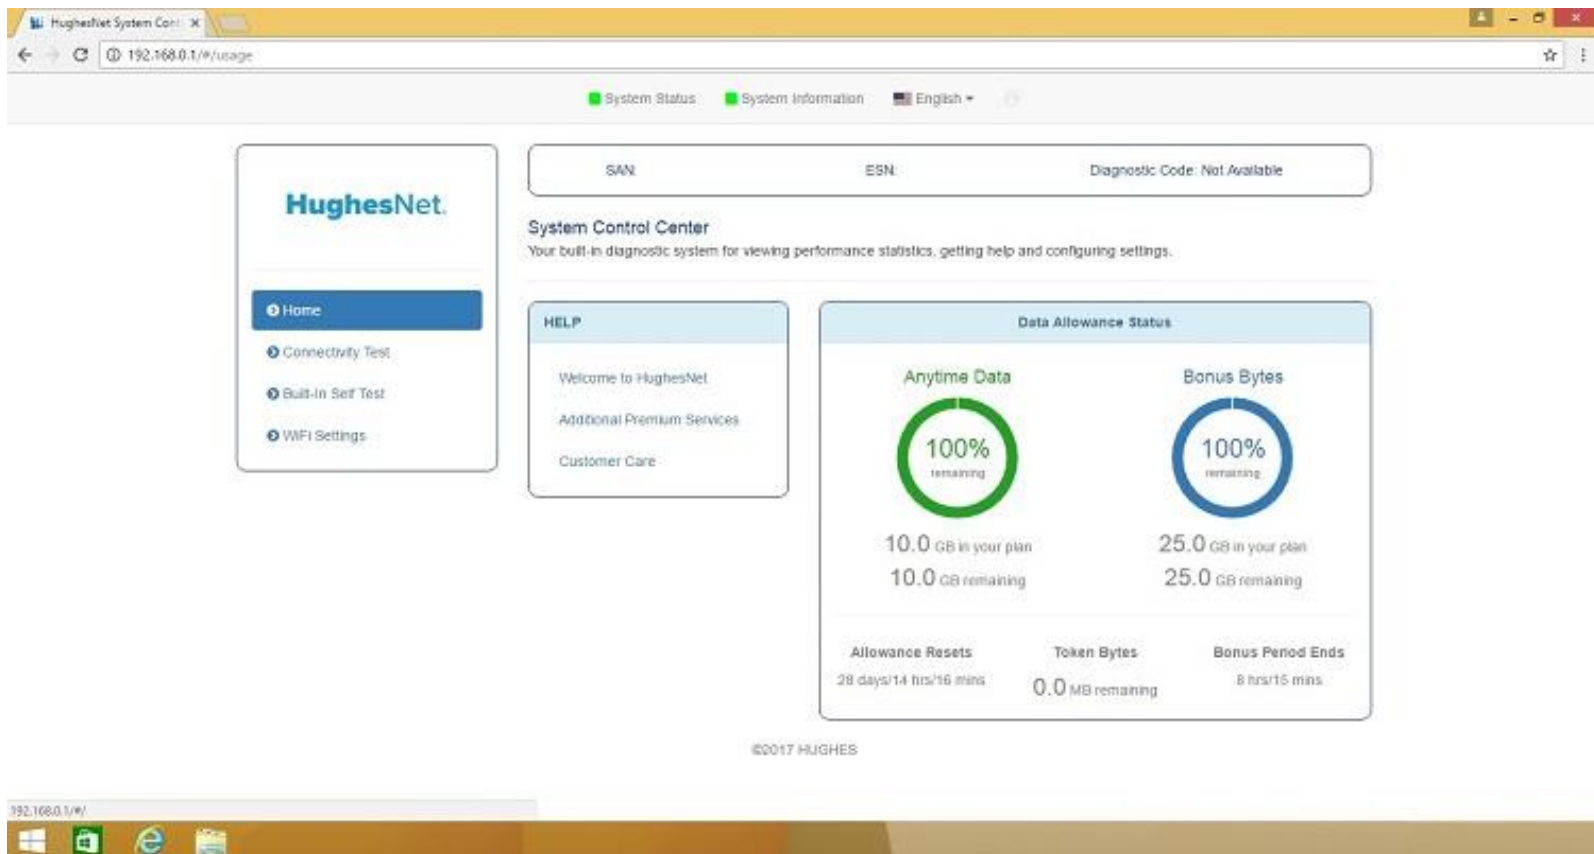 HughesNet System Cont
192.168.0.1/#/usage
System Status
System Information
English
HughesNet.
Home
Connectivity Test
Built-In Self Test
WiFi Settings
SAN:
ESN:
Diagnostic Code: Not Available
System Control Center
Your built-in diagnostic system for viewing performance statistics, getting help and configuring settings.
HELP
Welcome to HughesNet
Additional Premium Services
Customer Care
Data Allowance Status
Anytime Data
100%
remaining
10.0 GB in your plan
10.0 GB remaining
Bonus Bytes
100%
remaining
25.0 GB in your plan
25.0 GB remaining
Allowance Resets
28 days/14 hrs/16 mins
Token Bytes
0.0 MB remaining
Bonus Period Ends
8 hrs/15 mins
©2017 HUGHES
192.168.0.1/#/